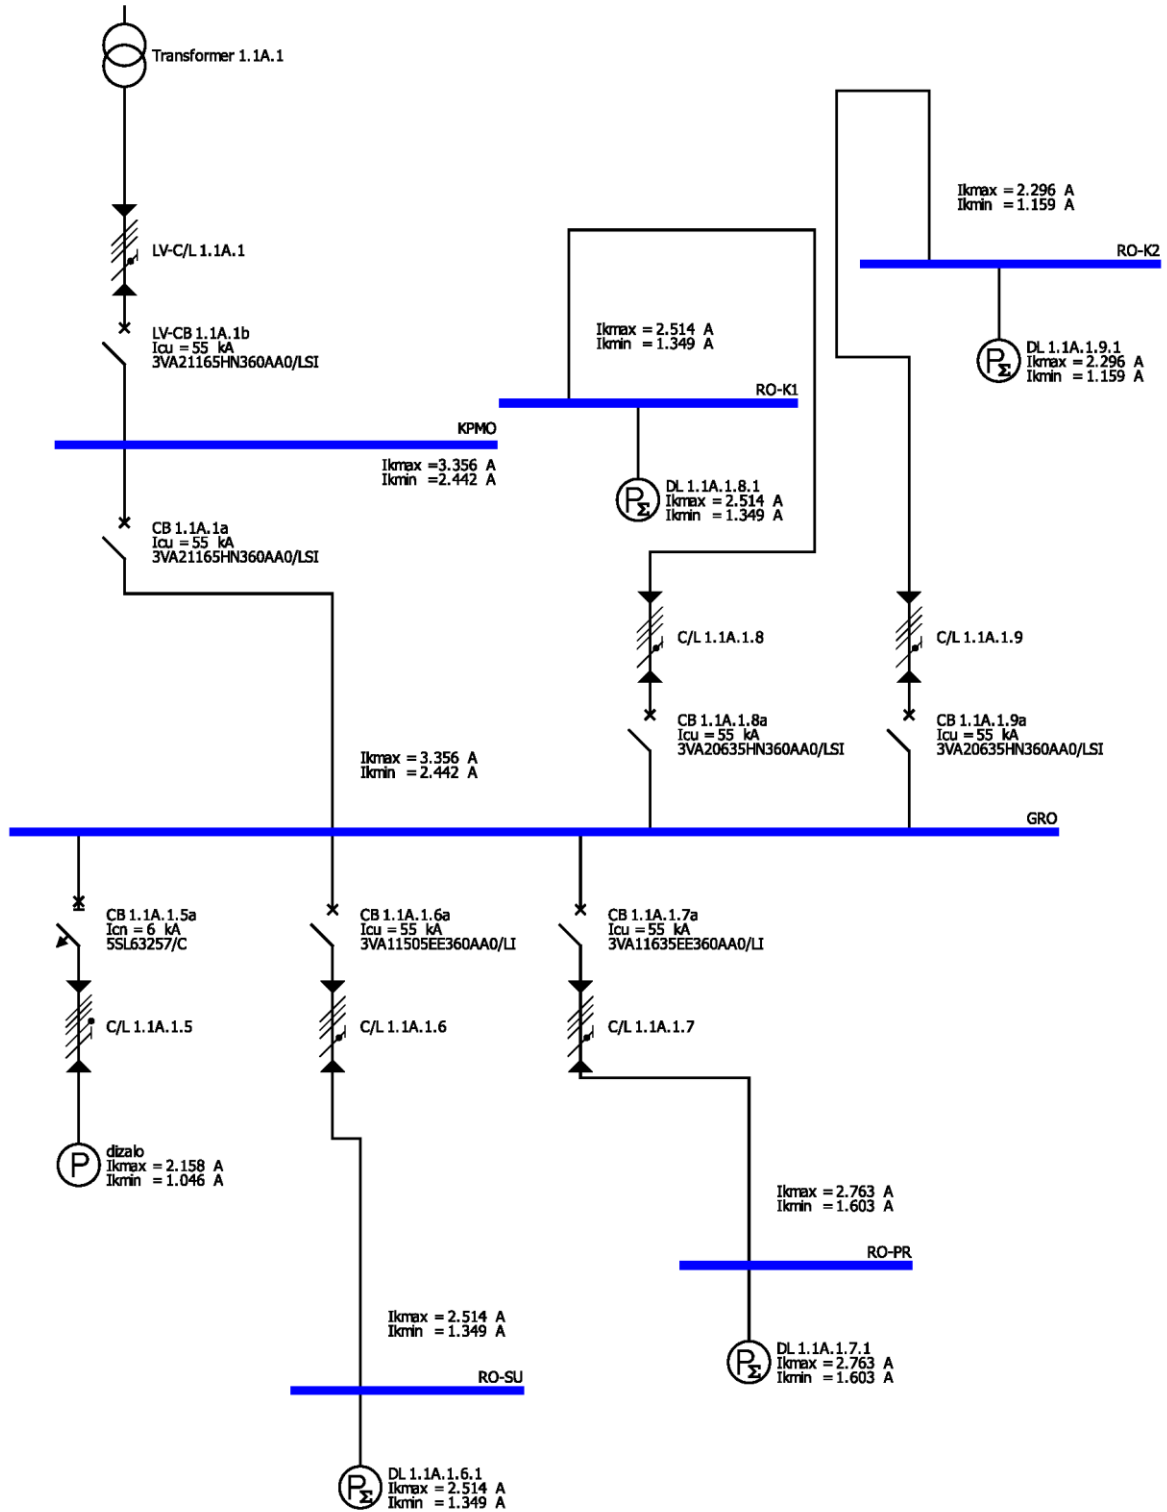 Transformer 1.1A.1
LV-C/L 1.1A.1
LV-CB 1.1A.1b
Icu = 55 kA
3VA21165HN360AA0/LSI
KPMO
Ikmax =3.356 A
Ikmin =2.442 A
CB 1.1A.1a
Icu = 55 kA
3VA21165HN360AA0/LSI
Ikmax = 2.514 A
Ikmin = 1.349 A
RO-K1
DL 1.1A.1.8.1
Ikmax = 2.514 A
Ikmin = 1.349 A
Ikmax = 2.296 A
Ikmin = 1.159 A
RO-K2
DL 1.1A.1.9.1
Ikmax = 2.296 A
Ikmin = 1.159 A
C/L 1.1A.1.8
C/L 1.1A.1.9
CB 1.1A.1.8a
Icu = 55 kA
3VA20635HN360AA0/LSI
CB 1.1A.1.9a
Icu = 55 kA
3VA20635HN360AA0/LSI
Ikmax = 3.356 A
Ikmin = 2.442 A
GRO
CB 1.1A.1.5a
Icn = 6 kA
5SL63257/C
CB 1.1A.1.6a
Icu = 55 kA
3VA11505EE360AA0/LI
CB 1.1A.1.7a
Icu = 55 kA
3VA11635EE360AA0/LI
C/L 1.1A.1.5
C/L 1.1A.1.6
C/L 1.1A.1.7
P
dizalo
Ikmax = 2.158 A
Ikmin = 1.046 A
Ikmax = 2.763 A
Ikmin = 1.603 A
RO-PR
DL 1.1A.1.7.1
Ikmax = 2.763 A
Ikmin = 1.603 A
Ikmax = 2.514 A
Ikmin = 1.349 A
RO-SU
DL 1.1A.1.6.1
Ikmax = 2.514 A
Ikmin = 1.349 A
PΣ
PΣ
PΣ
PΣ